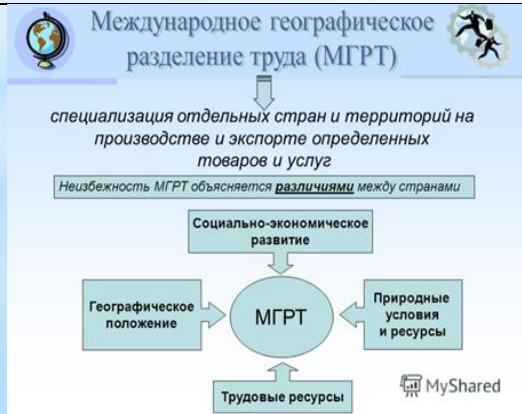 Международное географическое
разделение труда (МГРТ)
специализация отдельных стран и территорий на
производстве и экспорте определенных
товаров и услуг
Неизбежность МГРТ объясняется различиями между странами
Социально-экономическое
развитие
Географическое
положение
МГРТ
Природные
условия
и ресурсы
Трудовые ресурсы
MyShared